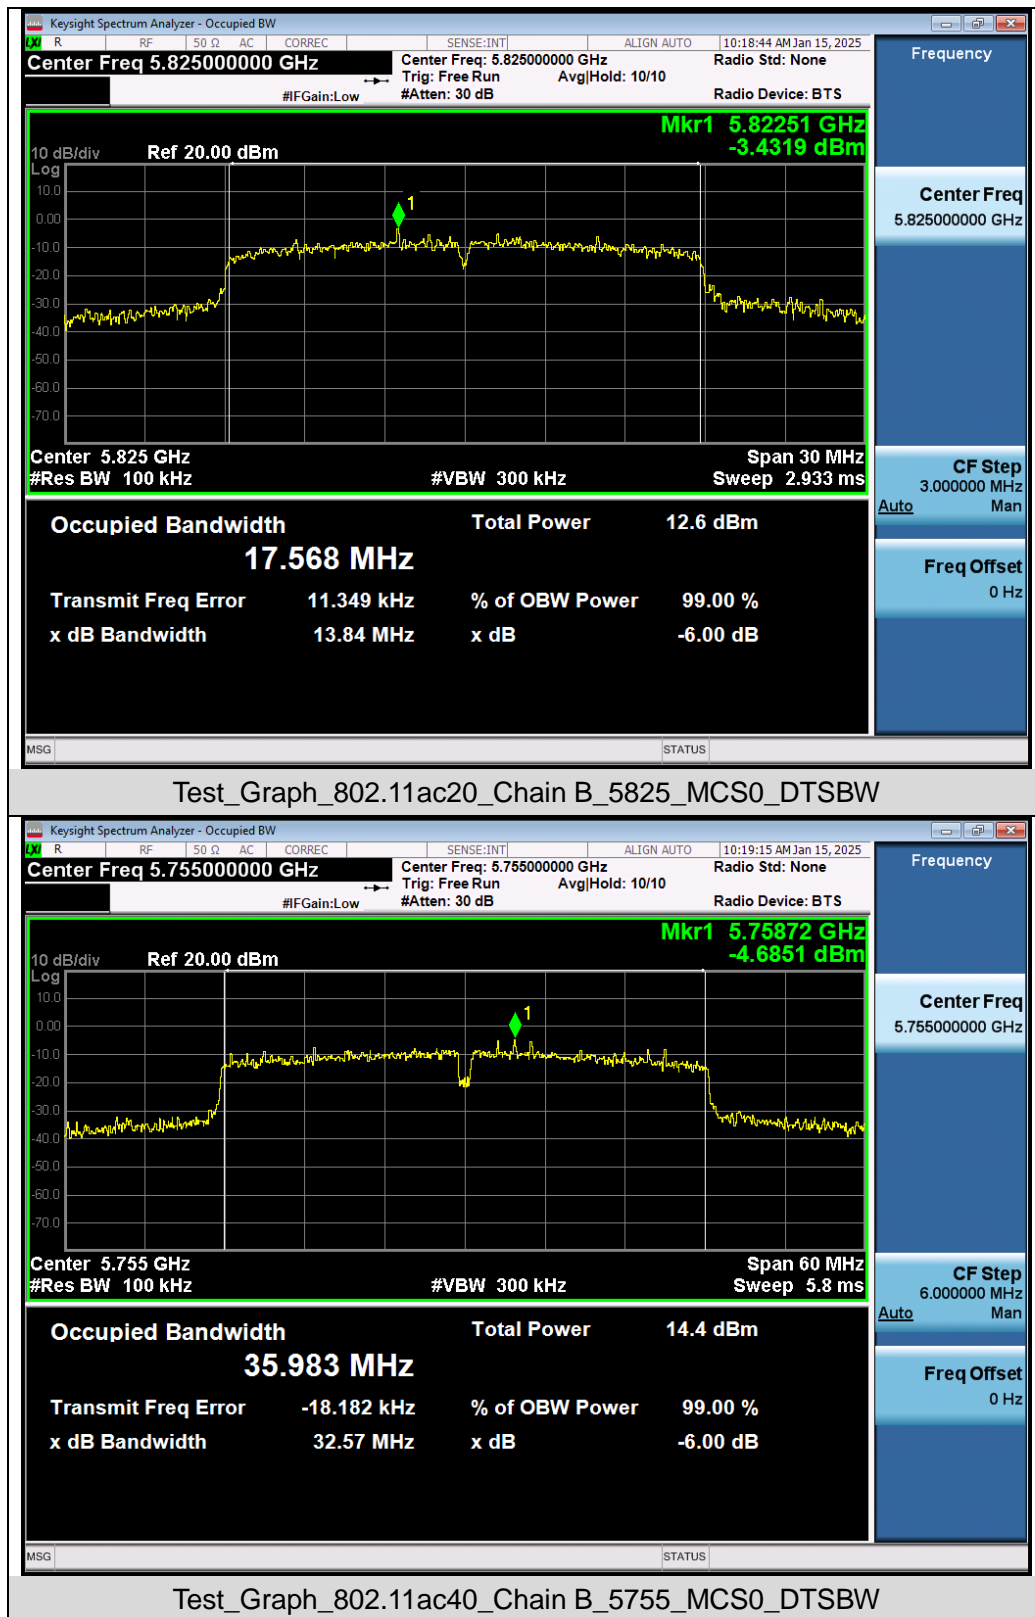 Keysight Spectrum Analyzer - Occupied BW
LXI R RF 50 Ω AC CORREC SENSE:INT ALIGN AUTO 10:18:44 AM Jan 15, 2025
Center Freq 5.825000000 GHz
Center Freq: 5.825000000 GHz
Radio Std: None
Trig: Free Run Avg|Hold: 10/10
#IFGain:Low #Atten: 30 dB Radio Device: BTS
Frequency
Mkr1 5.82251 GHz
-3.4319 dBm
10 dB/div Ref 20.00 dBm
Log
10.0
0.00
-10.0
-20.0
-30.0
-40.0
-50.0
-60.0
-70.0
1
Center Freq
5.825000000 GHz
Center 5.825 GHz Span 30 MHz
#Res BW 100 kHz #VBW 300 kHz Sweep 2.933 ms
CF Step
3.000000 MHz
Auto Man
Freq Offset
0 Hz
Occupied Bandwidth Total Power 12.6 dBm
17.568 MHz
Transmit Freq Error 11.349 kHz % of OBW Power 99.00 %
x dB Bandwidth 13.84 MHz x dB -6.00 dB
MSG STATUS
Test_Graph_802.11ac20_Chain B_5825_MCS0_DTSBW
Keysight Spectrum Analyzer - Occupied BW
LXI R RF 50 Ω AC CORREC SENSE:INT ALIGN AUTO 10:19:15 AM Jan 15, 2025
Center Freq 5.755000000 GHz
Center Freq: 5.755000000 GHz
Radio Std: None
Trig: Free Run Avg|Hold: 10/10
#IFGain:Low #Atten: 30 dB Radio Device: BTS
Frequency
Mkr1 5.75872 GHz
-4.6851 dBm
10 dB/div Ref 20.00 dBm
Log
10.0
0.00
-10.0
-20.0
-30.0
-40.0
-50.0
-60.0
-70.0
1
Center Freq
5.755000000 GHz
Center 5.755 GHz Span 60 MHz
#Res BW 100 kHz #VBW 300 kHz Sweep 5.8 ms
CF Step
6.000000 MHz
Auto Man
Freq Offset
0 Hz
Occupied Bandwidth Total Power 14.4 dBm
35.983 MHz
Transmit Freq Error -18.182 kHz % of OBW Power 99.00 %
x dB Bandwidth 32.57 MHz x dB -6.00 dB
MSG STATUS
Test_Graph_802.11ac40_Chain B_5755_MCS0_DTSBW